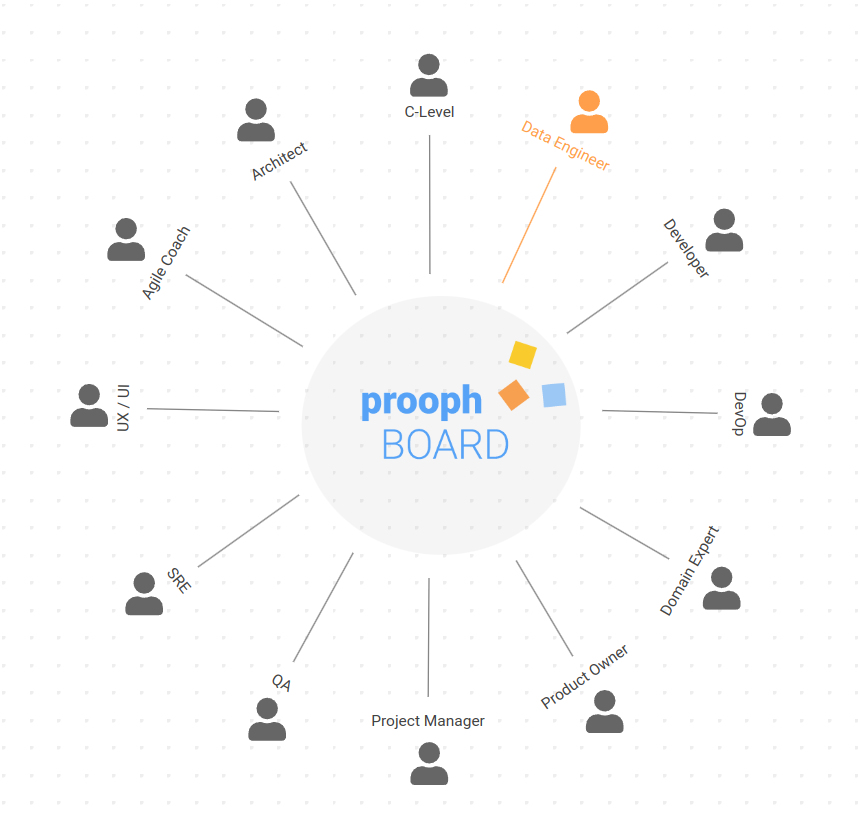 C-Level
Data Engineer
Architect
Developer
Agile Coach
prooph
BOARD
UX / UI
DevOp
Domain Expert
SRE
Product Owner
QA
Project Manager